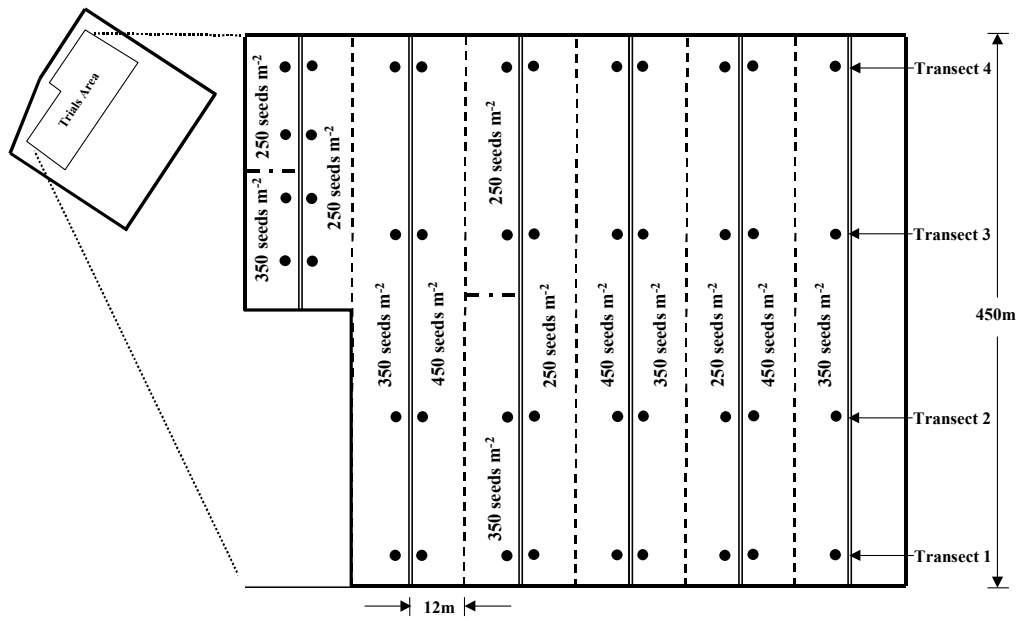 Trials Area
250 seeds m-2
350 seeds m-2
250 seeds m-2
350 seeds m-2
450 seeds m-2
250 seeds m-2
350 seeds m-2
250 seeds m-2
450 seeds m-2
350 seeds m-2
250 seeds m-2
450 seeds m-2
350 seeds m-2
Transect 4
Transect 3
450m
Transect 2
Transect 1
12m